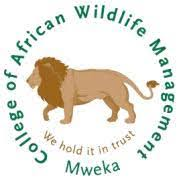 College of African Wildlife Management
We hold it in trust
Mweka